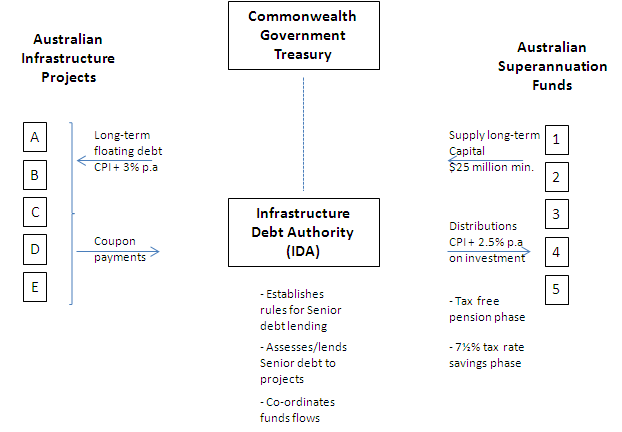 Commonwealth
Government
Treasury
Australian
Infrastructure
Projects
A
B
C
D
E
Long-term
floating debt
CPI + 3% p.a
Coupon
payments
Infrastructure
Debt Authority
(IDA)
- Establishes
rules for Senior
debt lending
- Assesses/lends
Senior debt to
projects
- Co-ordinates
funds flows
Australian
Superannuation
Funds
Supply long-term
Capital
$25 million min.
Distributions
CPI + 2.5% p.a
on investment
- Tax free
pension phase
- 7½% tax rate
savings phase
1
2
3
4
5